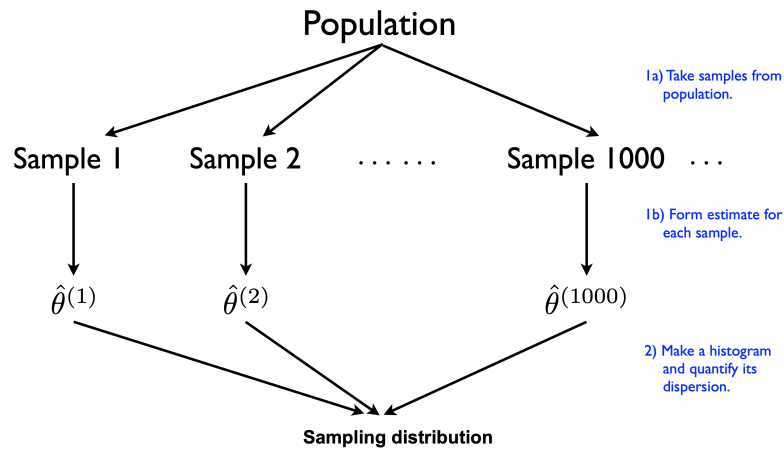 Population
1a) Take samples from
population.
Sample 1 Sample 2 ...... Sample 1000 ...
1b) Form estimate for
each sample.
θ̂⁽¹⁾ θ̂⁽²⁾ θ̂⁽¹⁰⁰⁰⁾
2) Make a histogram
and quantify its
dispersion.
Sampling distribution